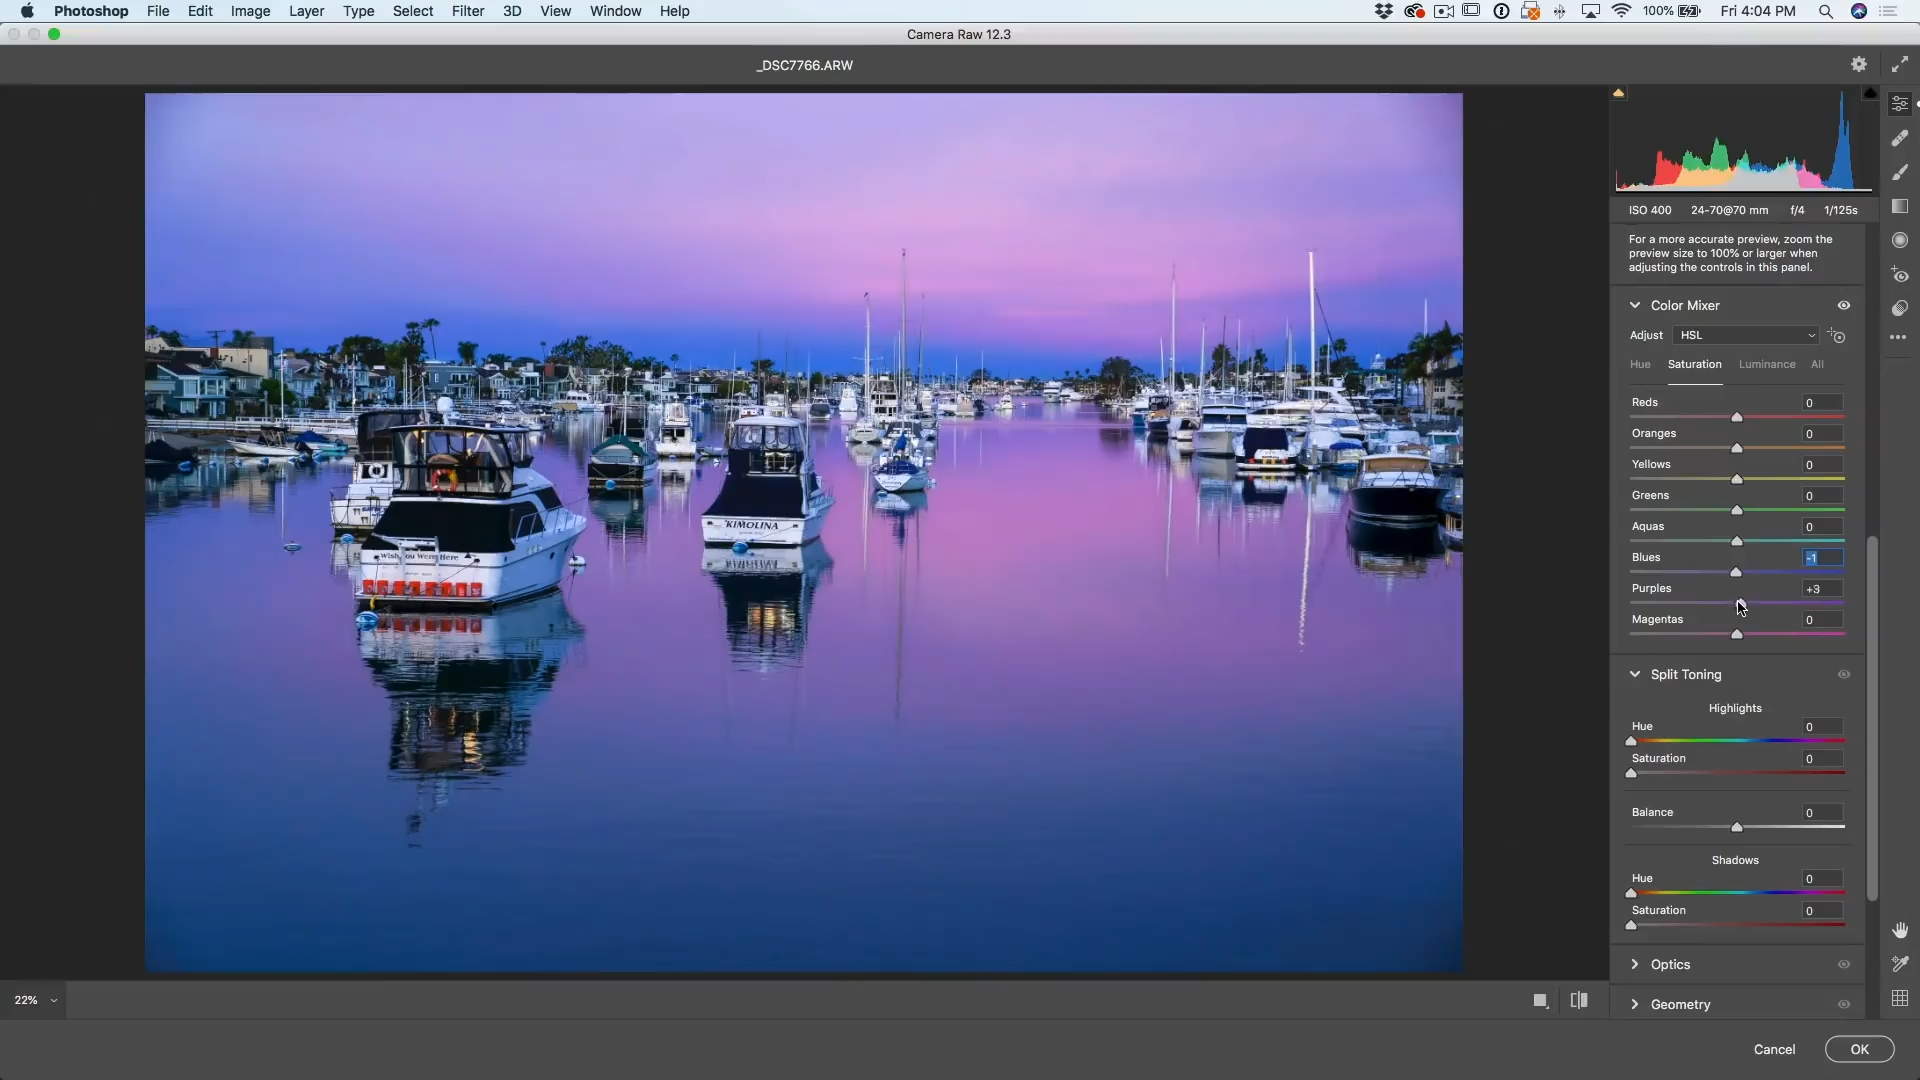 Photoshop File Edit Image Layer Type Select Filter 3D View Window Help 100% Fri 4:04 PM
Camera Raw 12.3
_DSC7766.ARW
ISO 400 24-70@70 mm f/4 1/125s
For a more accurate preview, zoom the
preview size to 100% or larger when
adjusting the controls in this panel.
Color Mixer
Adjust HSL
Hue Saturation Luminance All
Reds 0
Oranges 0
Yellows 0
Greens 0
Aquas 0
Blues -1
Purples +3
Magentas 0
Split Toning
Highlights
Hue 0
Saturation 0
Balance 0
Shadows
Hue 0
Saturation 0
Optics
Geometry
KIMOLINA
Wish You Were Here
22%
Cancel OK